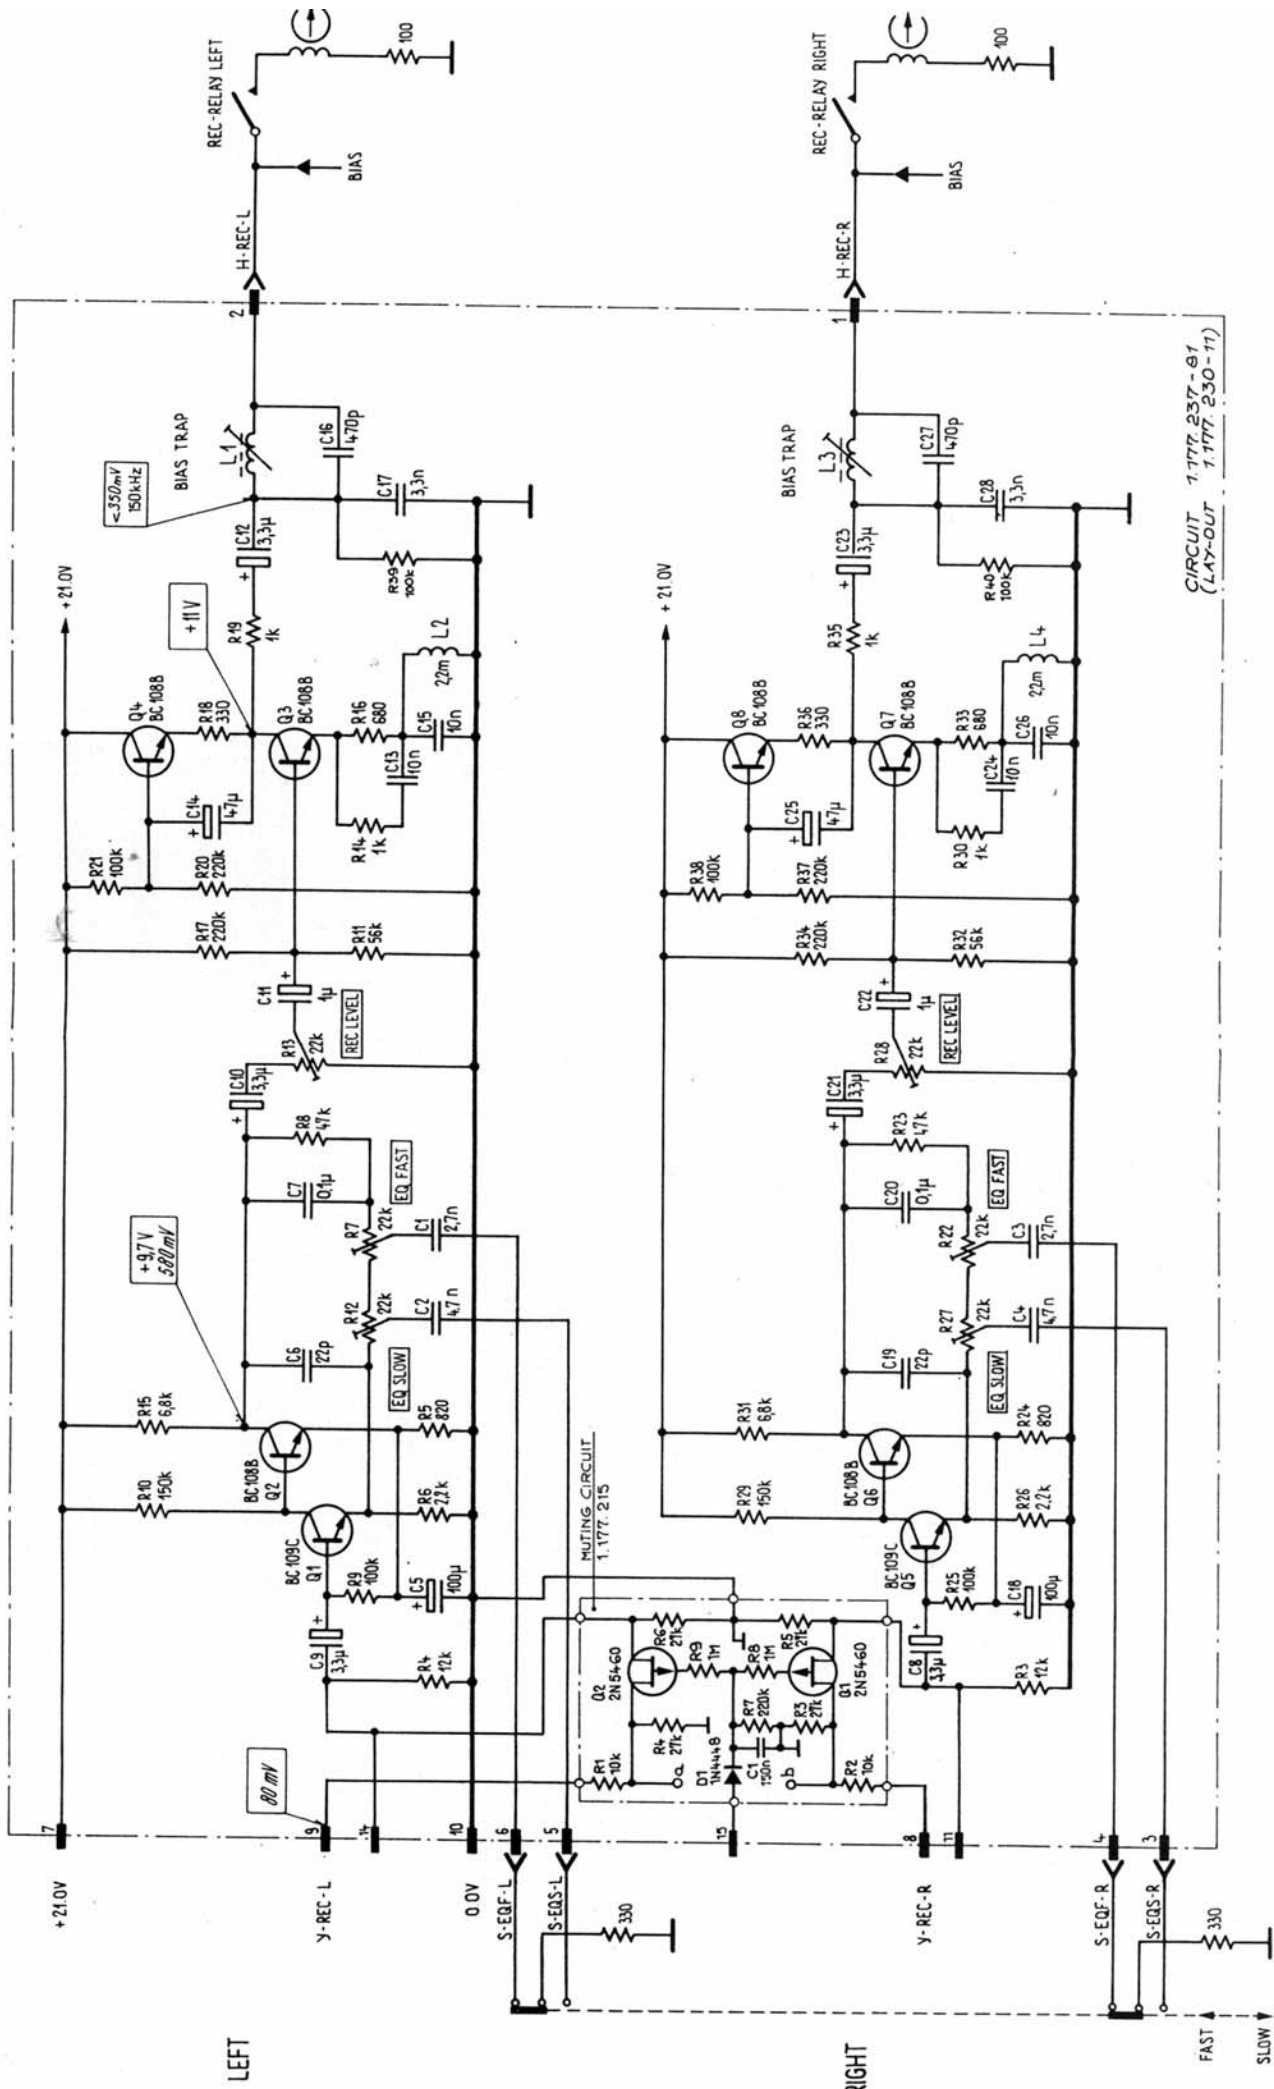 LEFT
+21.0V
7
Y-REC-L
9
80 mV
14
0.0V
10
S-EQF-L
6
S-EQS-L
5
330
C9
3,3µ
R4
12k
BC109C
Q1
R9
100k
C5
100µ
R10
150k
BC108B
Q2
R6
2,2k
R15
6,8k
R5
820
+9,7V
580mV
C6
22p
EQ SLOW
R12
22k
C2
4,7n
C7
0,1µ
R7
22k
C1
2,7n
EQ FAST
R8
47k
C10
3,3µ
R13
22k
REC LEVEL
C11
1µ
R17
220k
R11
56k
R21
100k
R20
220k
C14
47µ
R14
1k
Q4
BC108B
R18
330
Q3
BC108B
R16
680
C13
10n
C15
10n
L2
2,2m
+11V
R19
1k
+21.0V
C12
3,3µ
R39
100k
<350mV
150kHz
BIAS TRAP
L1
C16
470p
C17
3,3n
2
H-REC-L
BIAS
REC-RELAY LEFT
100
MUTING CIRCUIT
1.177.215
R1
10k
a
R4
27k
Q2
2N5460
R6
27k
R9
1M
R8
1M
R5
27k
D1
1N4448
C1
150n
R7
220k
R3
27k
Q1
2N5460
b
R2
10k
15
RIGHT
Y-REC-R
8
11
S-EQF-R
4
S-EQS-R
3
330
FAST
SLOW
C8
3,3µ
R3
12k
BC109C
Q5
R25
100k
C18
100µ
R29
150k
BC108B
Q6
R26
2,2k
R31
6,8k
R24
820
C19
22p
EQ SLOW
R27
22k
C4
4,7n
C20
0,1µ
R22
22k
C3
2,7n
EQ FAST
R23
47k
C21
3,3µ
R28
22k
REC LEVEL
C22
1µ
R34
220k
R32
56k
R38
100k
R37
220k
C25
47µ
R30
1k
Q8
BC108B
R36
330
Q7
BC108B
R33
680
C24
10n
C26
10n
L4
2,2m
R35
1k
+21.0V
C23
3,3µ
R40
100k
BIAS TRAP
L3
C27
470p
C28
3,3n
1
H-REC-R
BIAS
REC-RELAY RIGHT
100
CIRCUIT 1.177.237-81
(LAY-OUT 1.177.230-11)